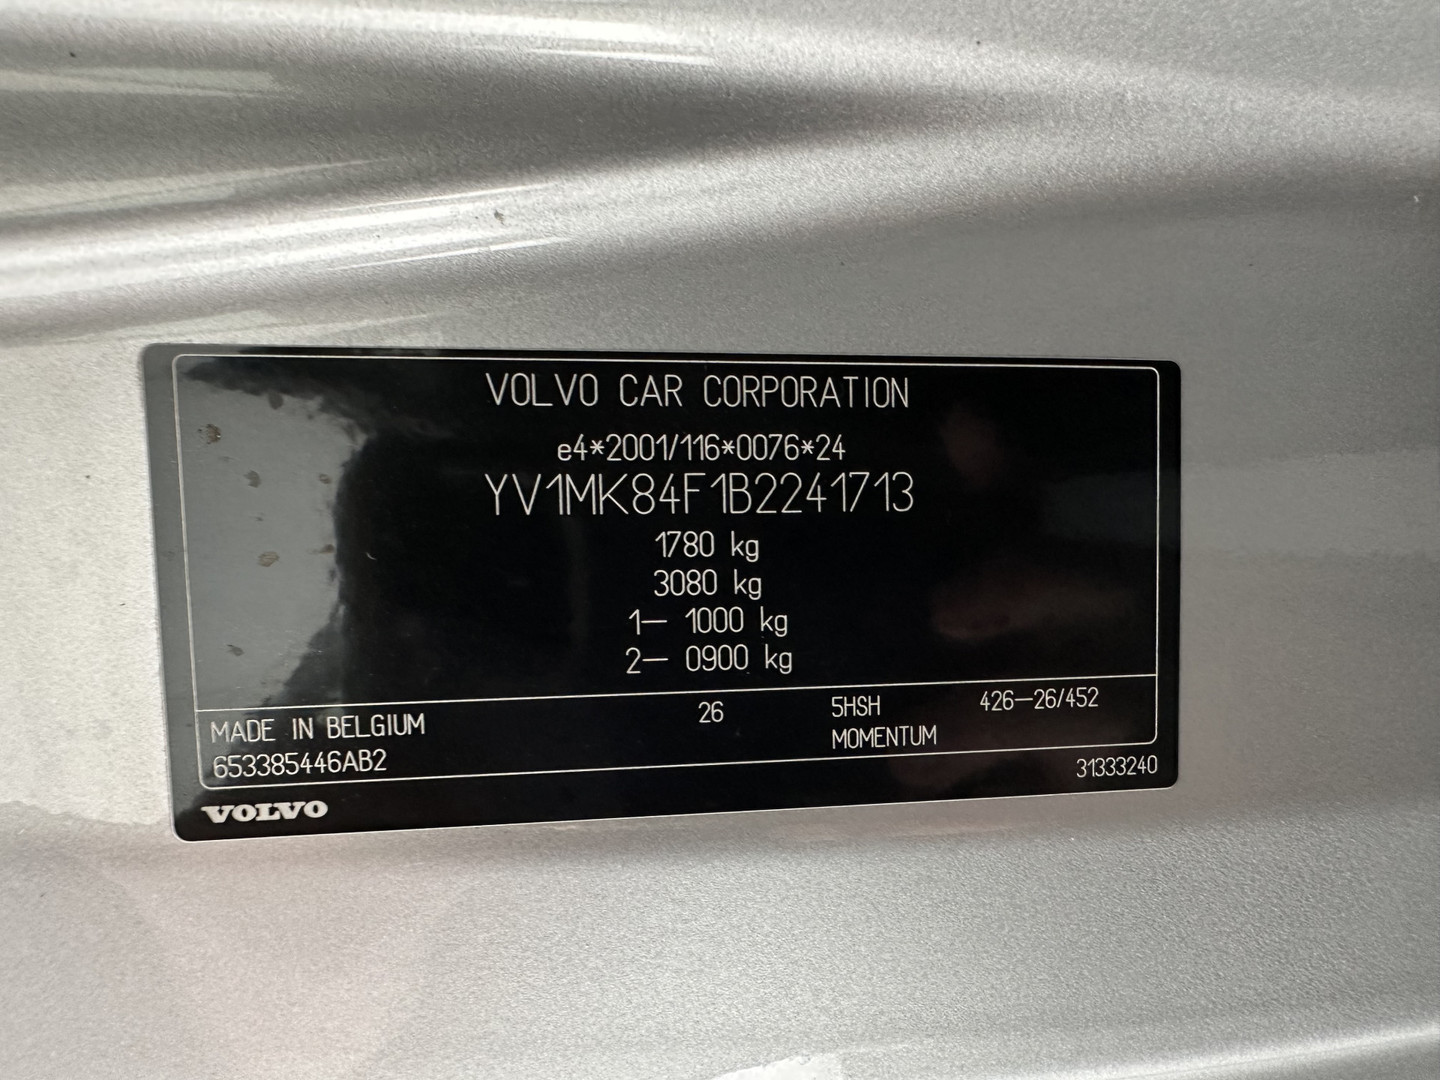 VOLVO CAR CORPORATION
e4*2001/116*0076*24
YV1MK84F1B2241713
1780 kg
3080 kg
1— 1000 kg
2— 0900 kg
MADE IN BELGIUM 26 5HSH 426—26/452
MOMENTUM
653385446AB2 31333240
VOLVO